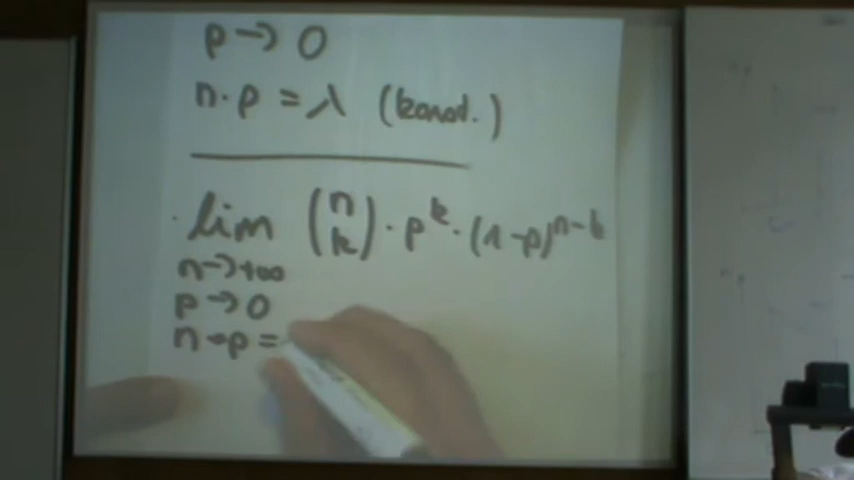 p → 0
n · p = λ (konst.)
lim (n k) · p^k · (1-p)^n-k
n → +∞
p → 0
n · p =